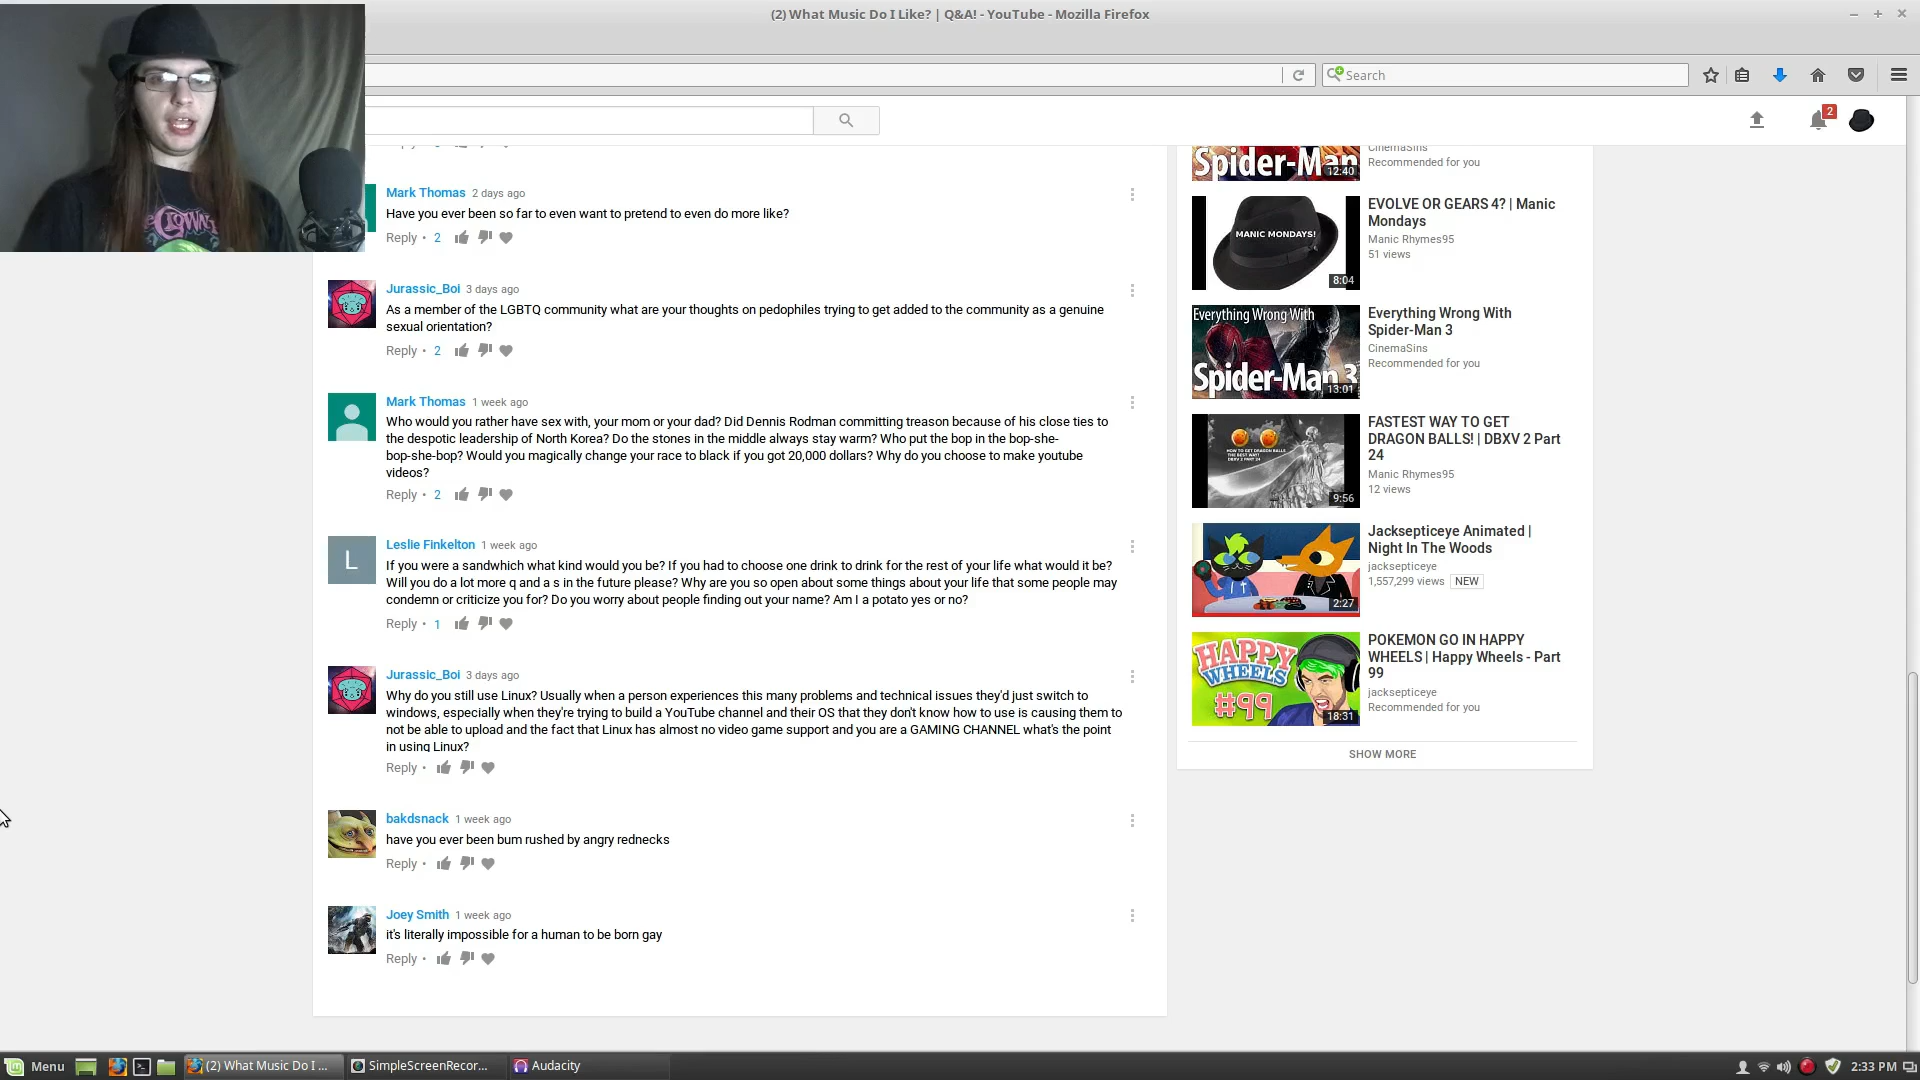 (2) What Music Do I Like? | Q&A! - YouTube - Mozilla Firefox
Search
2
Mark Thomas 2 days ago
Have you ever been so far to even want to pretend to even do more like?
Reply • 2
Jurassic_Boi 3 days ago
As a member of the LGBTQ community what are your thoughts on pedophiles trying to get added to the community as a genuine
sexual orientation?
Reply • 2
Mark Thomas 1 week ago
Who would you rather have sex with, your mom or your dad? Did Dennis Rodman committing treason because of his close ties to
the despotic leadership of North Korea? Do the stones in the middle always stay warm? Who put the bop in the bop-she-
bop-she-bop? Would you magically change your race to black if you got 20,000 dollars? Why do you choose to make youtube
videos?
Reply • 2
L
Leslie Finkelton 1 week ago
If you were a sandwhich what kind would you be? If you had to choose one drink to drink for the rest of your life what would it be?
Will you do a lot more q and a s in the future please? Why are you so open about some things about your life that some people may
condemn or criticize you for? Do you worry about people finding out your name? Am I a potato yes or no?
Reply • 1
Jurassic_Boi 3 days ago
Why do you still use Linux? Usually when a person experiences this many problems and technical issues they'd just switch to
windows, especially when they're trying to build a YouTube channel and their OS that they don't know how to use is causing them to
not be able to upload and the fact that Linux has almost no video game support and you are a GAMING CHANNEL what's the point
in using Linux?
Reply •
bakdsnack 1 week ago
have you ever been bum rushed by angry rednecks
Reply •
Joey Smith 1 week ago
it's literally impossible for a human to be born gay
Reply •
Spider-Man
12:40
CinemaSins
Recommended for you
MANIC MONDAYS!
8:04
EVOLVE OR GEARS 4? | Manic
Mondays
Manic Rhymes95
51 views
Everything Wrong With
Spider-Man 3
13:01
Everything Wrong With
Spider-Man 3
CinemaSins
Recommended for you
9:56
FASTEST WAY TO GET
DRAGON BALLS! | DBXV 2 Part
24
Manic Rhymes95
12 views
2:27
Jacksepticeye Animated |
Night In The Woods
jacksepticeye
1,557,299 views NEW
HAPPY
WHEELS
#99
18:31
POKEMON GO IN HAPPY
WHEELS | Happy Wheels - Part
99
jacksepticeye
Recommended for you
SHOW MORE
Menu
(2) What Music Do I ...
SimpleScreenRecor...
Audacity
2:33 PM